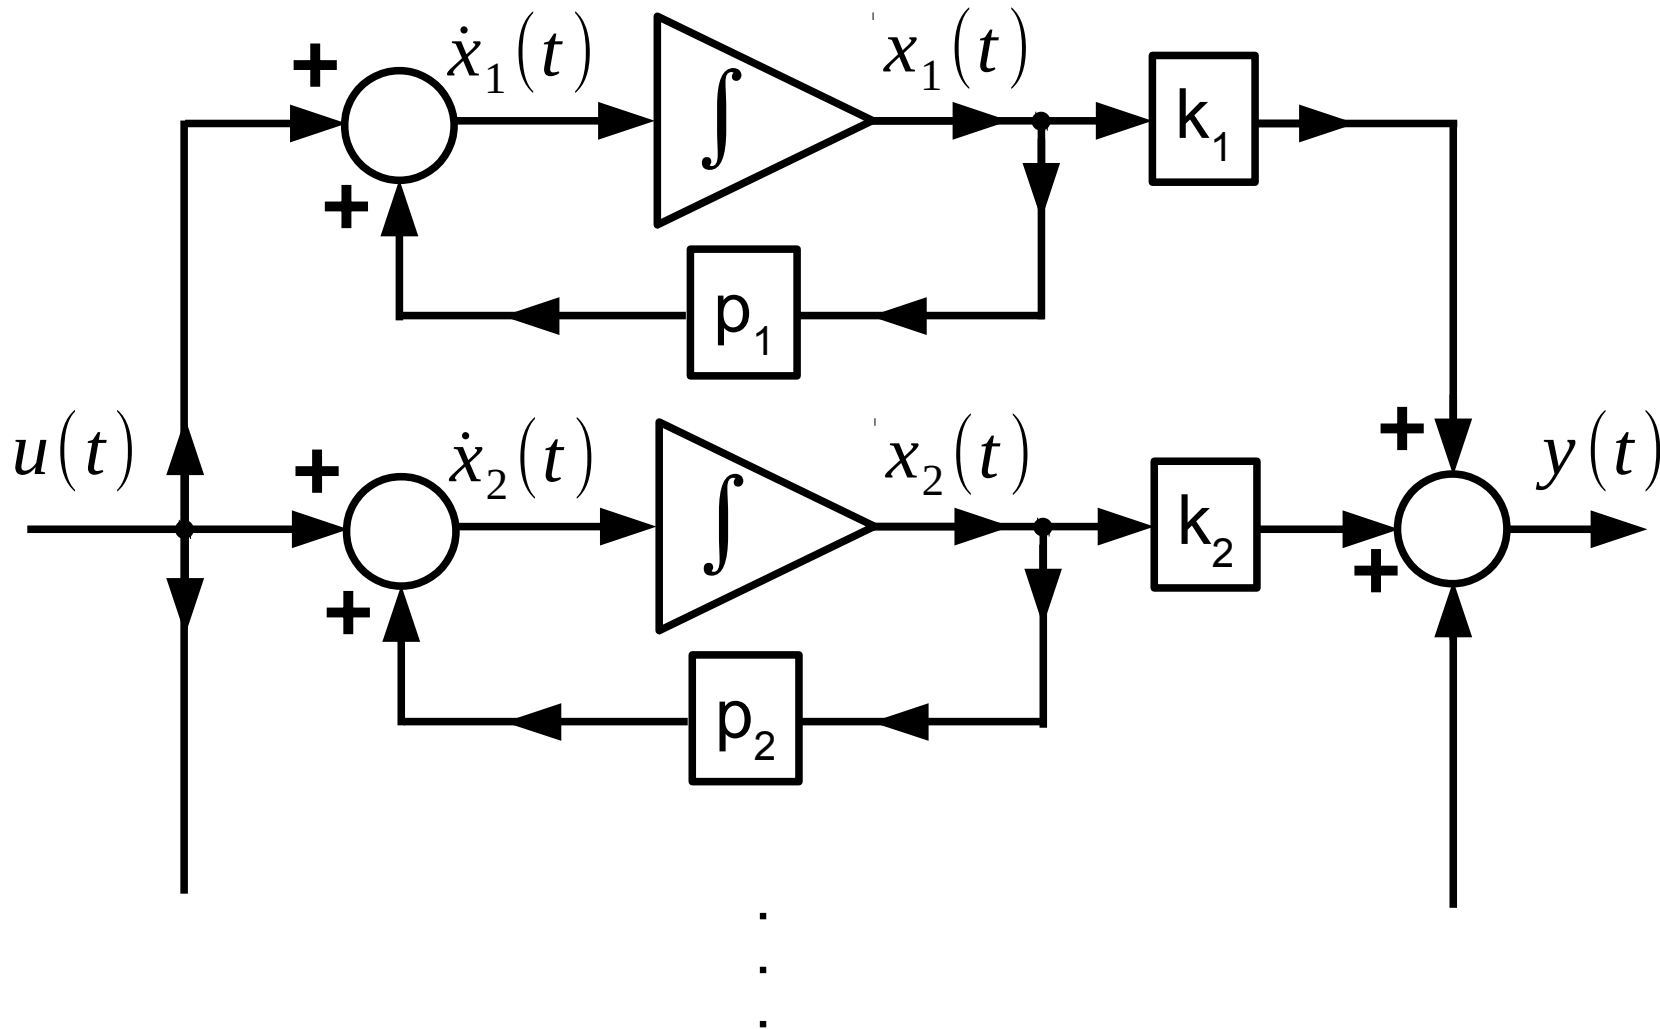 + ẋ₁(t) ∫ x₁(t) k₁
+ p₁
u(t) + ẋ₂(t) ∫ x₂(t) k₂ + y(t)
+ p₂ +
.
.
.